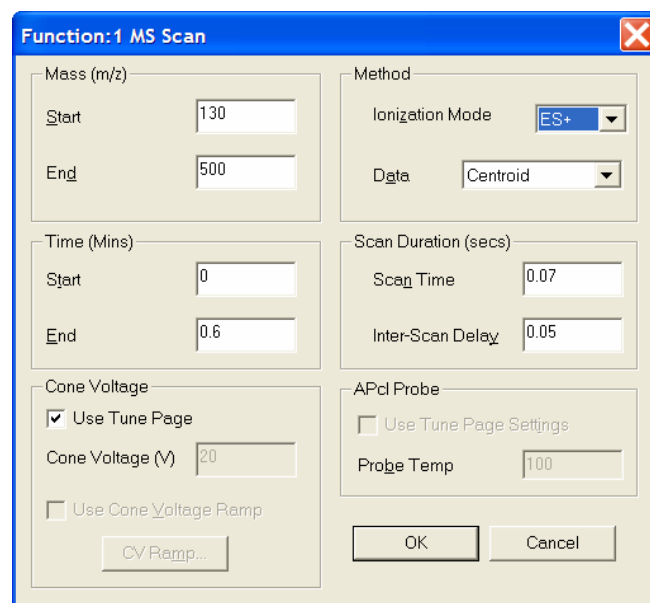 Function:1 MS Scan
Mass (m/z)
Start 130
End 500
Method
Ionization Mode ES+
Data Centroid
Time (Mins)
Start 0
End 0.6
Scan Duration (secs)
Scan Time 0.07
Inter-Scan Delay 0.05
Cone Voltage
Use Tune Page
Cone Voltage (V) 20
Use Cone Voltage Ramp
CV Ramp...
APcI Probe
Use Tune Page Settings
Probe Temp 100
OK Cancel